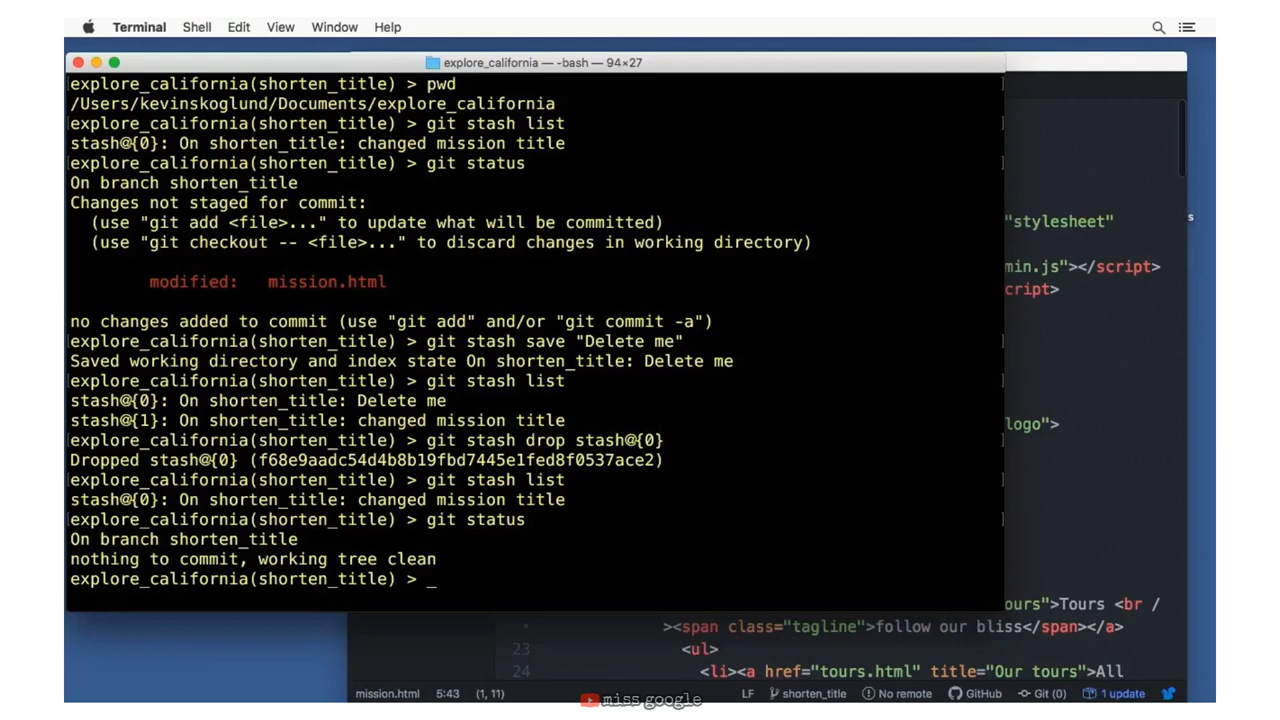 Terminal Shell Edit View Window Help
explore_california — -bash — 94×27
explore_california(shorten_title) > pwd
/Users/kevinskoglund/Documents/explore_california
explore_california(shorten_title) > git stash list
stash@{0}: On shorten_title: changed mission title
explore_california(shorten_title) > git status
On branch shorten_title
Changes not staged for commit:
(use "git add <file>..." to update what will be committed)
(use "git checkout -- <file>..." to discard changes in working directory)
modified: mission.html
no changes added to commit (use "git add" and/or "git commit -a")
explore_california(shorten_title) > git stash save "Delete me"
Saved working directory and index state On shorten_title: Delete me
explore_california(shorten_title) > git stash list
stash@{0}: On shorten_title: Delete me
stash@{1}: On shorten_title: changed mission title
explore_california(shorten_title) > git stash drop stash@{0}
Dropped stash@{0} (f68e9aadc54d4b8b19fbd7445e1fed8f0537ace2)
explore_california(shorten_title) > git stash list
stash@{0}: On shorten_title: changed mission title
explore_california(shorten_title) > git status
On branch shorten_title
nothing to commit, working tree clean
explore_california(shorten_title) > _
"stylesheet"
s
min.js"></script>
cript>
logo">
ours">Tours <br /
><span class="tagline">follow our bliss</span></a>
23 <ul>
24 <li><a href="tours.html" title="Our tours">All
mission.html 5:43 (1, 11) LF shorten_title No remote GitHub Git (0) 1 update
miss google